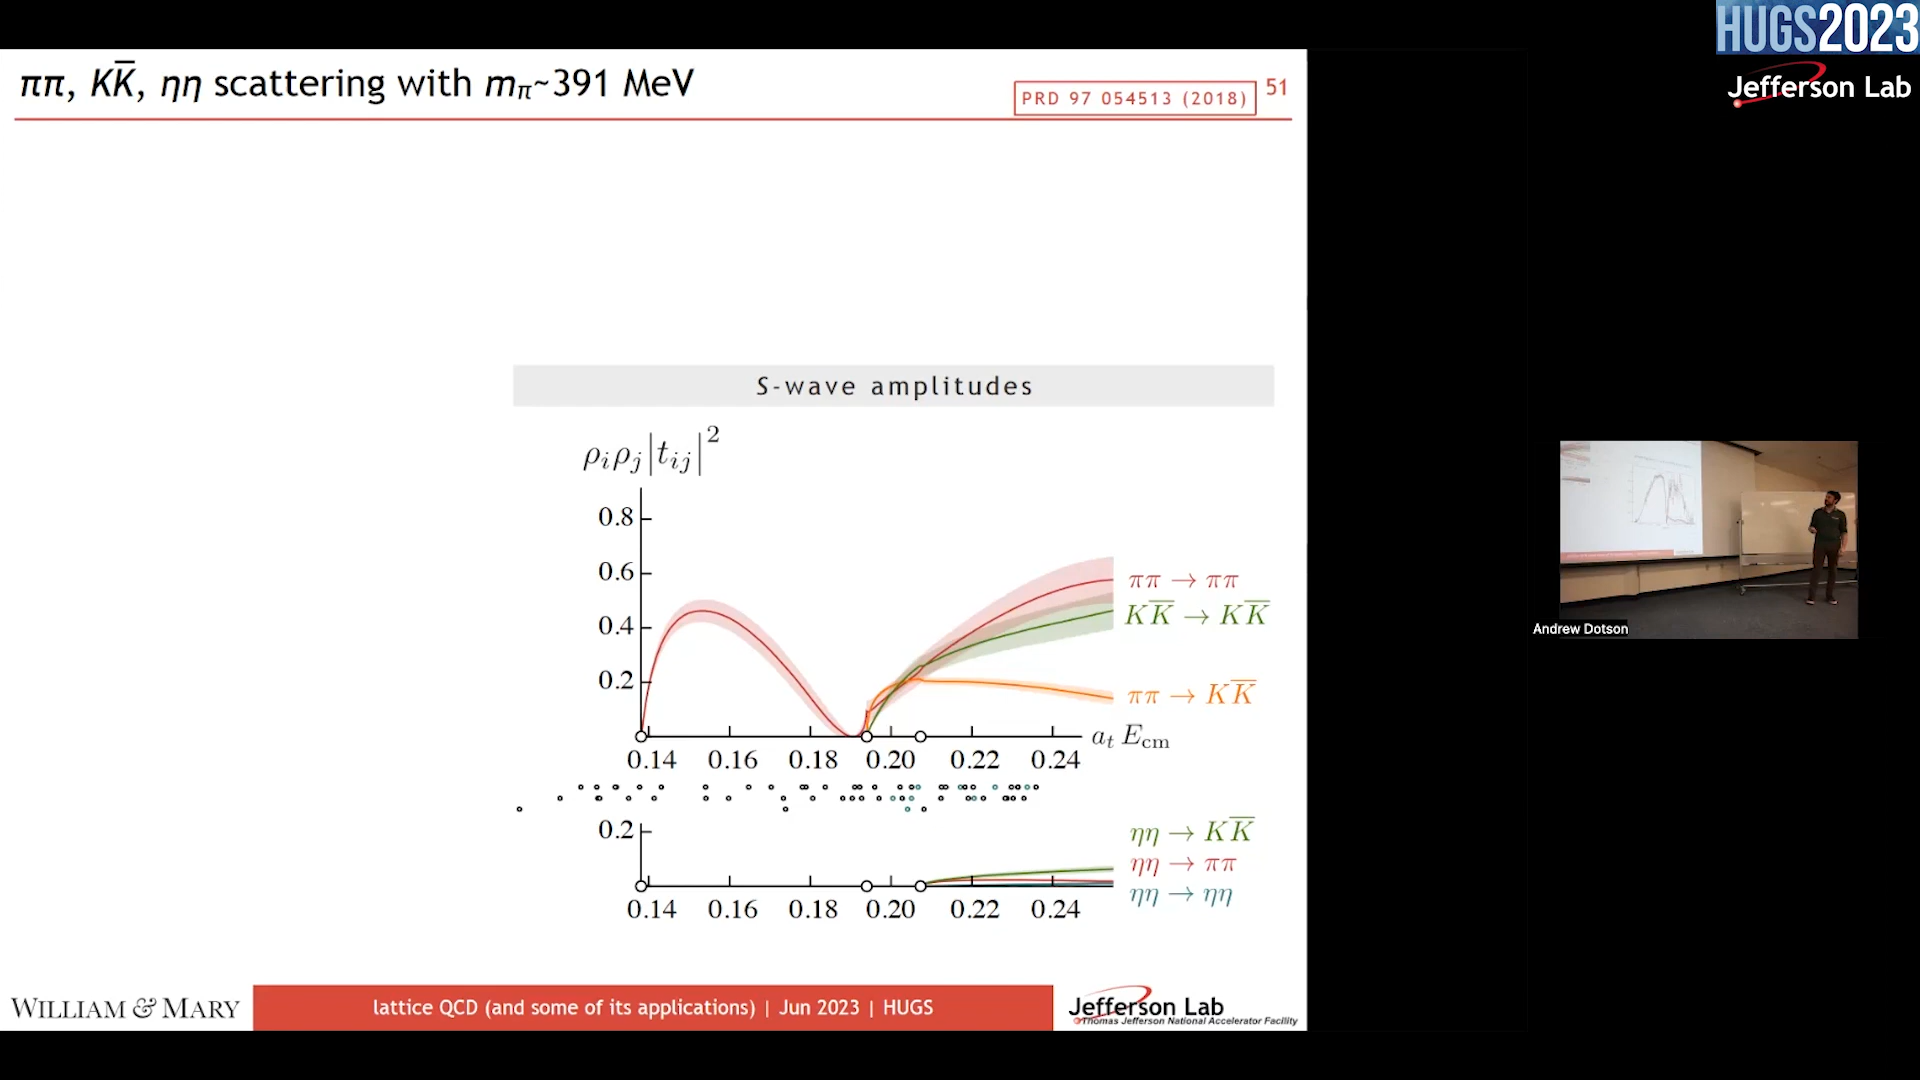 HUGS2023
Jefferson Lab
ππ, KK̅, ηη scattering with mπ~391 MeV
PRD 97 054513 (2018)
51
S-wave amplitudes
ρiρj|tij|²
0.8
0.6
0.4
0.2
ππ → ππ
KK̅ → KK̅
ππ → KK̅
at Ecm
0.14 0.16 0.18 0.20 0.22 0.24
0.2
ηη → KK̅
ηη → ππ
ηη → ηη
0.14 0.16 0.18 0.20 0.22 0.24
WILLIAM & MARY
lattice QCD (and some of its applications) | Jun 2023 | HUGS
Jefferson Lab
Thomas Jefferson National Accelerator Facility
Andrew Dotson